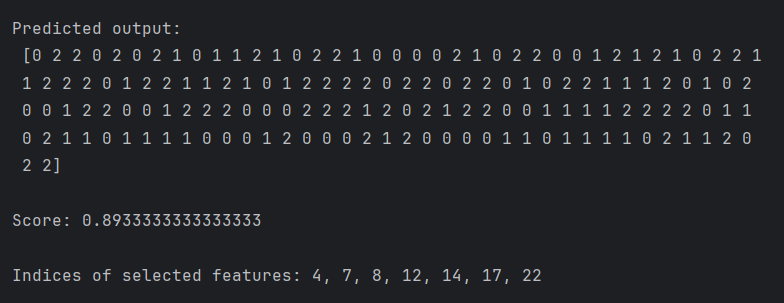 Predicted output:
[0 2 2 0 2 0 2 1 0 1 1 2 1 0 2 2 1 0 0 0 0 2 1 0 2 2 0 0 1 2 1 2 1 0 2 2 1
1 2 2 2 0 1 2 2 1 1 2 1 0 1 2 2 2 2 0 2 2 0 2 2 0 1 0 2 2 1 1 1 2 0 1 0 2
0 0 1 2 2 0 0 1 2 2 2 0 0 0 2 2 2 1 2 0 2 1 2 2 0 0 1 1 1 1 2 2 2 2 0 1 1
0 2 1 1 0 1 1 1 1 0 0 0 1 2 0 0 0 2 1 2 0 0 0 0 1 1 0 1 1 1 1 0 2 1 1 2 0
2 2]
Score: 0.8933333333333333
Indices of selected features: 4, 7, 8, 12, 14, 17, 22